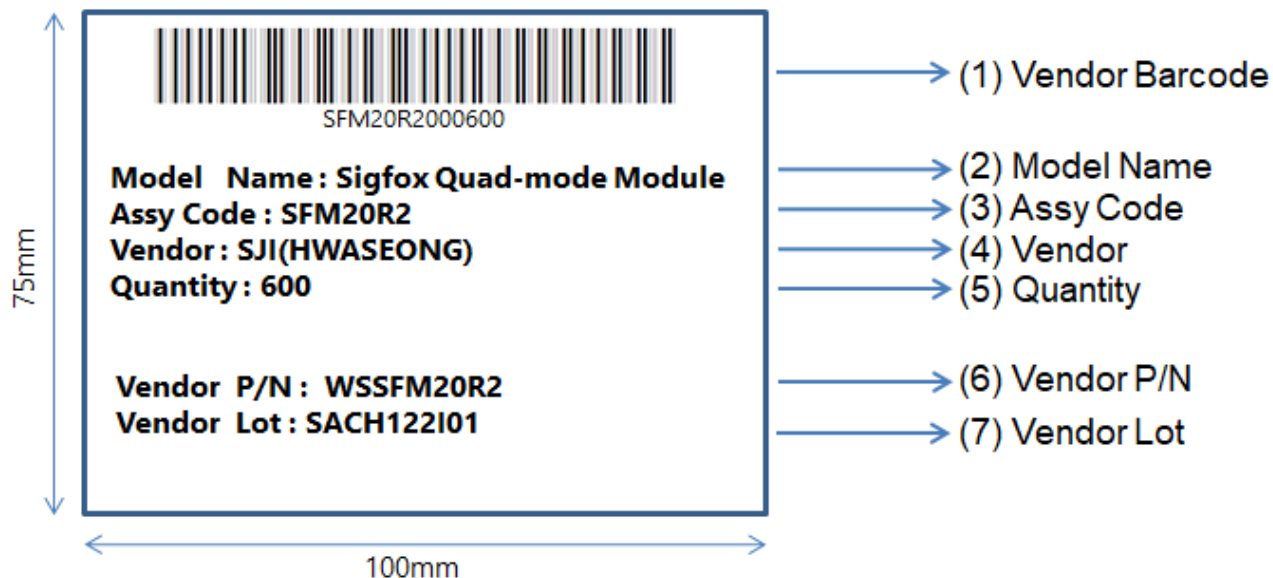 SFM20R2000600
(1) Vendor Barcode
Model Name : Sigfox Quad-mode Module
(2) Model Name
Assy Code : SFM20R2
(3) Assy Code
Vendor : SJI(HWASEONG)
(4) Vendor
Quantity : 600
(5) Quantity
75mm
Vendor P/N : WSSFM20R2
(6) Vendor P/N
Vendor Lot : SACH122I01
(7) Vendor Lot
100mm